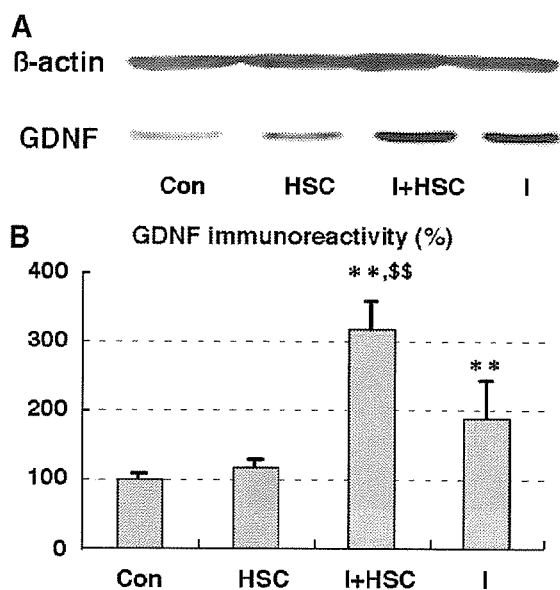 A
ß-actin
GDNF
Con HSC I+HSC I
B GDNF immunoreactivity (%)
400
**,$$
300
**
200
100
0
Con HSC I+HSC I